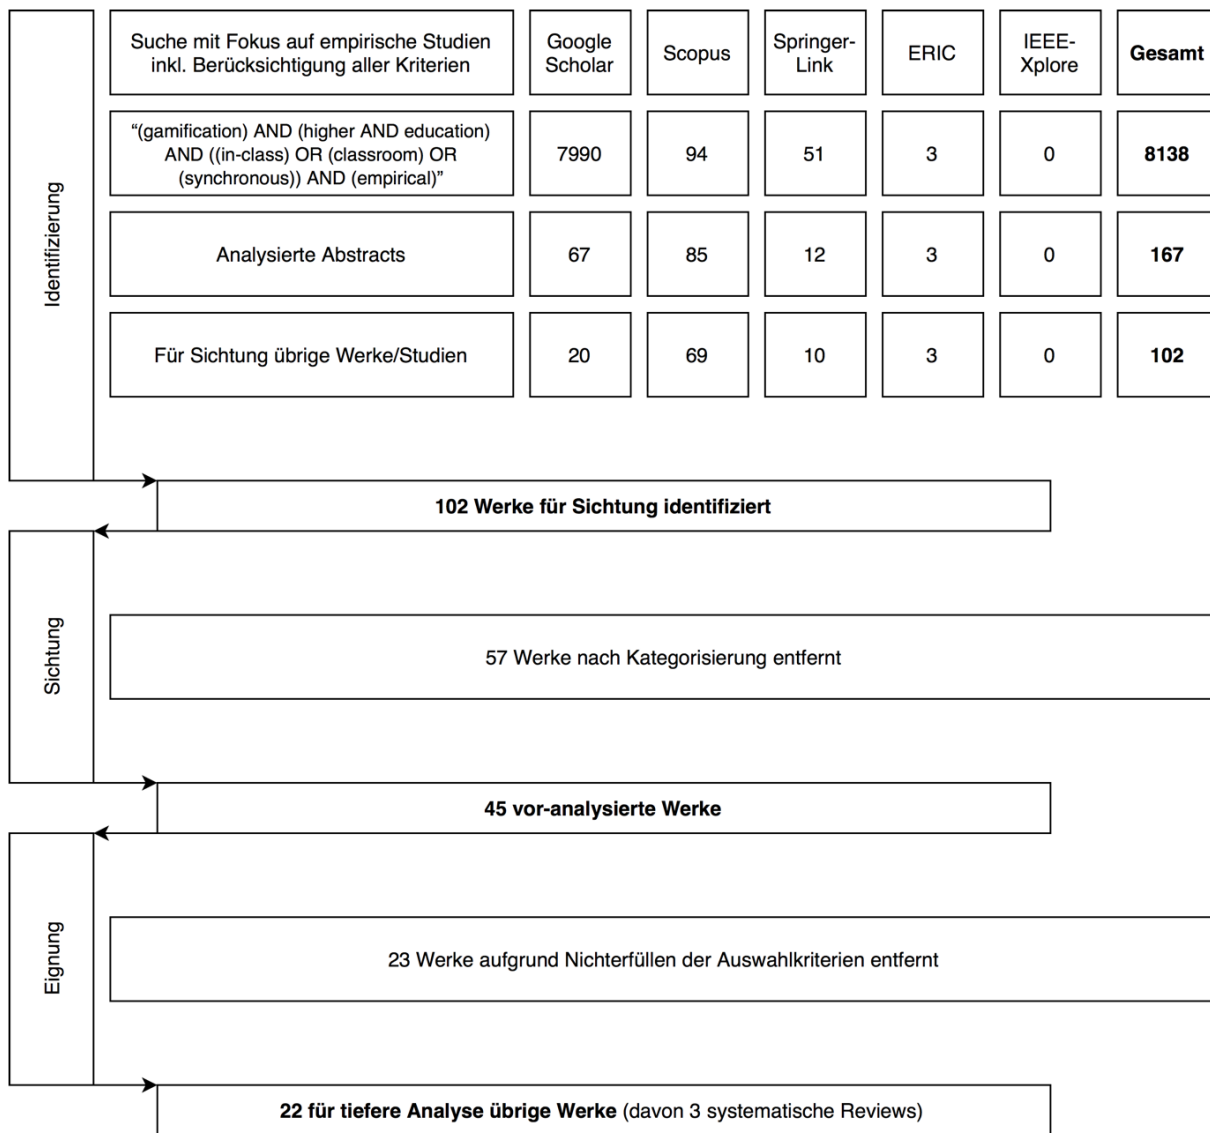 Identifizierung
Suche mit Fokus auf empirische Studien
inkl. Berücksichtigung aller Kriterien
Google
Scholar
Scopus
Springer-
Link
ERIC
IEEE-
Xplore
Gesamt
“(gamification) AND (higher AND education)
AND ((in-class) OR (classroom) OR
(synchronous)) AND (empirical)”
7990
94
51
3
0
8138
Analysierte Abstracts
67
85
12
3
0
167
Für Sichtung übrige Werke/Studien
20
69
10
3
0
102
102 Werke für Sichtung identifiziert
Sichtung
57 Werke nach Kategorisierung entfernt
45 vor-analysierte Werke
Eignung
23 Werke aufgrund Nichterfüllen der Auswahlkriterien entfernt
22 für tiefere Analyse übrige Werke (davon 3 systematische Reviews)